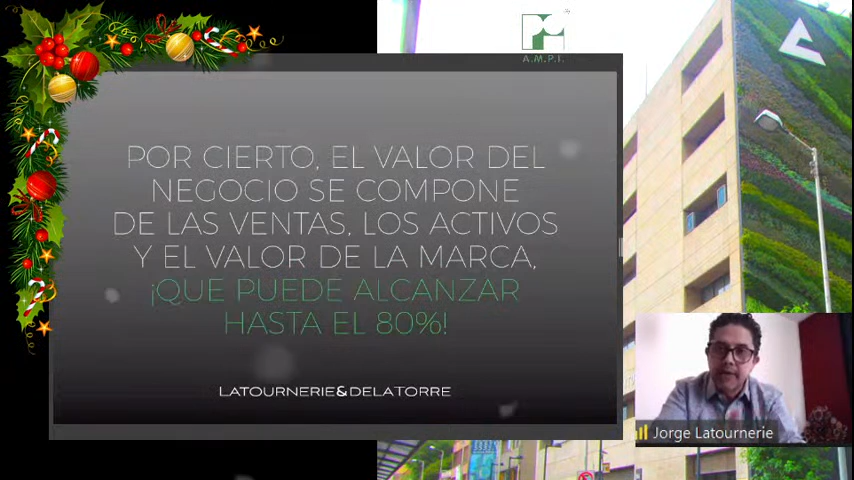 A.M.P.I.
POR CIERTO, EL VALOR DEL
NEGOCIO SE COMPONE
DE LAS VENTAS, LOS ACTIVOS
Y EL VALOR DE LA MARCA,
¡QUE PUEDE ALCANZAR
HASTA EL 80%!
LATOURNERIE&DELATORRE
Jorge Latournerie